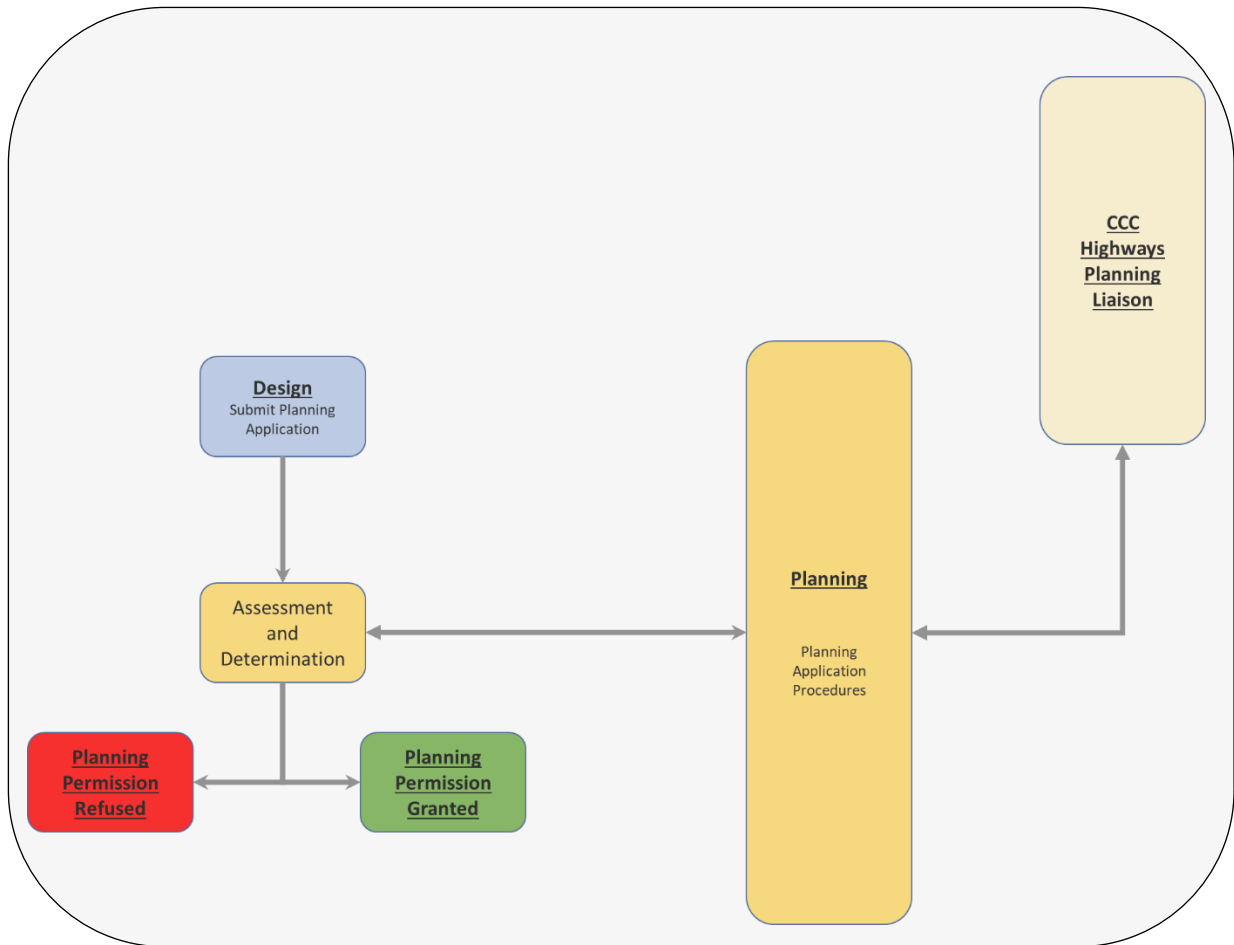 CCC
Highways
Planning
Liaison
Design
Submit Planning
Application
Planning
Planning
Application
Procedures
Assessment
and
Determination
Planning
Permission
Refused
Planning
Permission
Granted